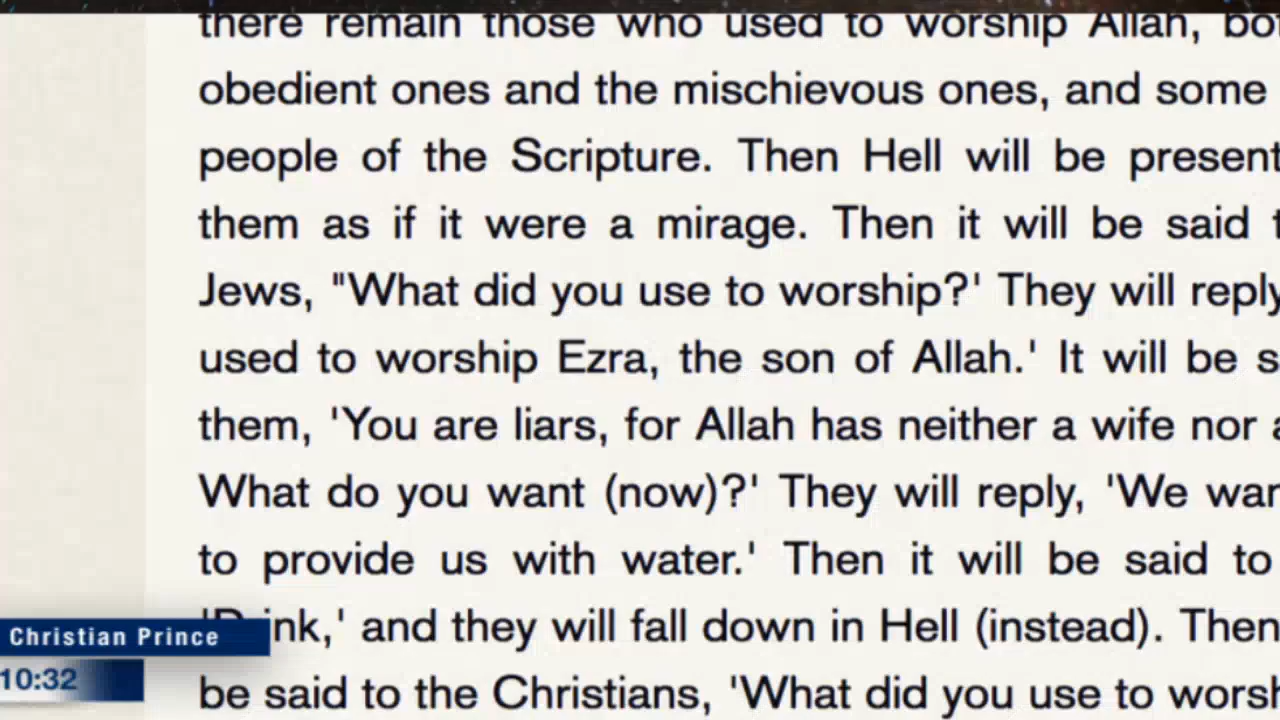 there remain those who used to worship Allah,
obedient ones and the mischievous ones, and some
people of the Scripture. Then Hell will be present
them as if it were a mirage. Then it will be said
Jews, "What did you use to worship?' They will reply
used to worship Ezra, the son of Allah.' It will be s
them, 'You are liars, for Allah has neither a wife nor a
What do you want (now)?' They will reply, 'We
to provide us with water.' Then it will be said to
and they will fall down in Hell (instead). Then
be said to the Christians, 'What did you use to
Christian Prince
10:32